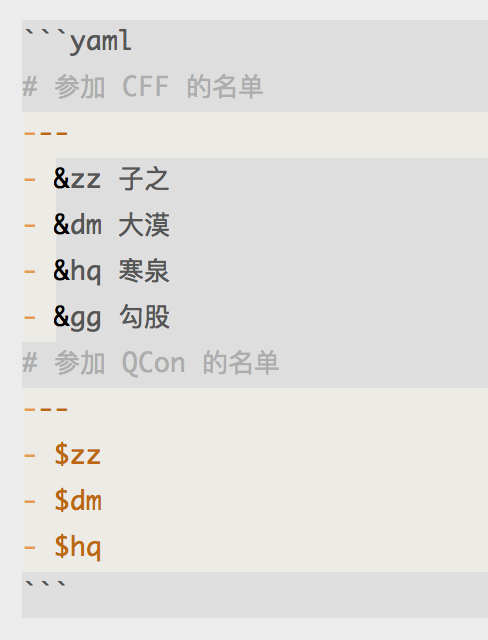 ```yaml
# 参加 CFF 的名单
---
- &zz 子之
- &dm 大漠
- &hq 寒泉
- &gg 勾股
# 参加 QCon 的名单
---
- $zz
- $dm
- $hq
```